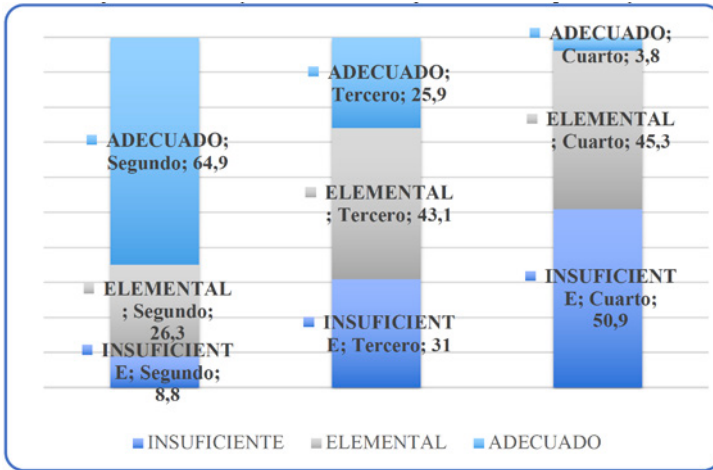 ADECUADO;
Segundo; 64,9
ELEMENTAL
; Segundo;
26,3
INSUFICIENT
E; Segundo;
8,8
ADECUADO;
Tercero; 25,9
ELEMENTAL
; Tercero; 43,1
INSUFICIENT
E; Tercero; 31
ADECUADO;
Cuarto; 3,8
ELEMENTAL
; Cuarto; 45,3
INSUFICIENT
E; Cuarto;
50,9
INSUFICIENTE ELEMENTAL ADECUADO